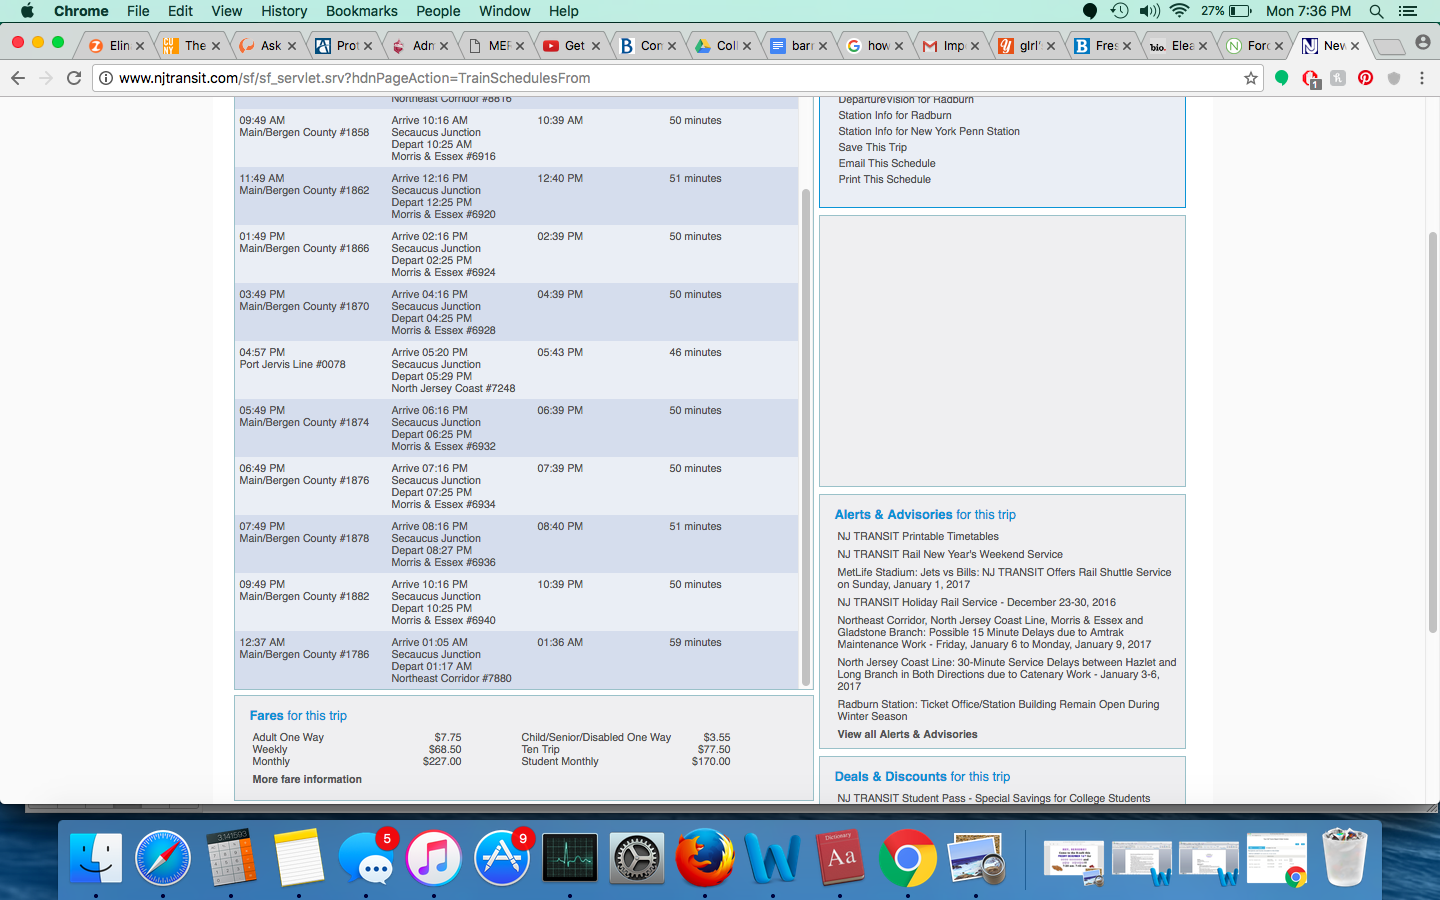 Chrome File Edit View History Bookmarks People Window Help 27% Mon 7:36 PM
Elin The Ask Prot Adn MEF Get Con Coll bar how Impo girl' Fres bio. Elea Forc New
www.njtransit.com/sf/sf_servlet.srv?hdnPageAction=TrainSchedulesFrom
Northeast Corridor #8816
09:49 AM Arrive 10:16 AM 10:39 AM 50 minutes
Main/Bergen County #1858 Secaucus Junction
Depart 10:25 AM
Morris & Essex #6916
11:49 AM Arrive 12:16 PM 12:40 PM 51 minutes
Main/Bergen County #1862 Secaucus Junction
Depart 12:25 PM
Morris & Essex #6920
01:49 PM Arrive 02:16 PM 02:39 PM 50 minutes
Main/Bergen County #1866 Secaucus Junction
Depart 02:25 PM
Morris & Essex #6924
03:49 PM Arrive 04:16 PM 04:39 PM 50 minutes
Main/Bergen County #1870 Secaucus Junction
Depart 04:25 PM
Morris & Essex #6928
04:57 PM Arrive 05:20 PM 05:43 PM 46 minutes
Port Jervis Line #0078 Secaucus Junction
Depart 05:29 PM
North Jersey Coast #7248
05:49 PM Arrive 06:16 PM 06:39 PM 50 minutes
Main/Bergen County #1874 Secaucus Junction
Depart 06:25 PM
Morris & Essex #6932
06:49 PM Arrive 07:16 PM 07:39 PM 50 minutes
Main/Bergen County #1876 Secaucus Junction
Depart 07:25 PM
Morris & Essex #6934
07:49 PM Arrive 08:16 PM 08:40 PM 51 minutes
Main/Bergen County #1878 Secaucus Junction
Depart 08:27 PM
Morris & Essex #6936
09:49 PM Arrive 10:16 PM 10:39 PM 50 minutes
Main/Bergen County #1882 Secaucus Junction
Depart 10:25 PM
Morris & Essex #6940
12:37 AM Arrive 01:05 AM 01:36 AM 59 minutes
Main/Bergen County #1786 Secaucus Junction
Depart 01:17 AM
Northeast Corridor #7880
Fares for this trip
Adult One Way $7.75 Child/Senior/Disabled One Way $3.55
Weekly $68.50 Ten Trip $77.50
Monthly $227.00 Student Monthly $170.00
More fare information
DepartureVision for Radburn
Station Info for Radburn
Station Info for New York Penn Station
Save This Trip
Email This Schedule
Print This Schedule
Alerts & Advisories for this trip
NJ TRANSIT Printable Timetables
NJ TRANSIT Rail New Year's Weekend Service
MetLife Stadium: Jets vs Bills: NJ TRANSIT Offers Rail Shuttle Service
on Sunday, January 1, 2017
NJ TRANSIT Holiday Rail Service - December 23-30, 2016
Northeast Corridor, North Jersey Coast Line, Morris & Essex and
Gladstone Branch: Possible 15 Minute Delays due to Amtrak
Maintenance Work - Friday, January 6 to Monday, January 9, 2017
North Jersey Coast Line: 30-Minute Service Delays between Hazlet and
Long Branch in Both Directions due to Catenary Work - January 3-6,
2017
Radburn Station: Ticket Office/Station Building Remain Open During
Winter Season
View all Alerts & Advisories
Deals & Discounts for this trip
NJ TRANSIT Student Pass - Special Savings for College Students
3.141593 5 9 Dictionary
Aa